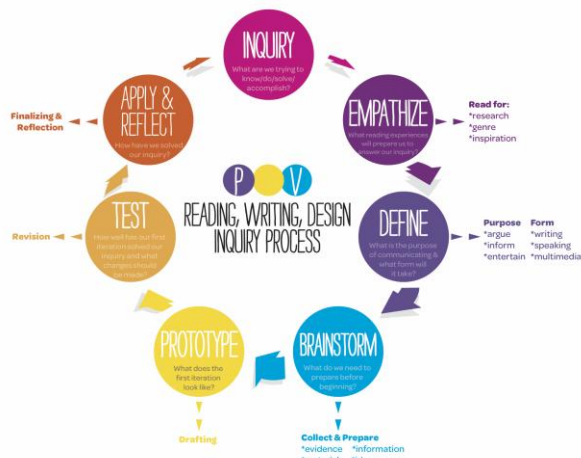 INQUIRY
What are we trying to
know/do/solve/
accomplish?
EMPATHIZE
What reading experiences
will prepare us to
answer our inquiry?
Read for:
*research
*genre
*inspiration
DEFINE
What is the purpose
of communicating &
what form will
it take?
Purpose Form
*argue *writing
*inform *speaking
*entertain *multimedia
BRAINSTORM
What do we need to
prepare before
beginning?
Collect & Prepare
*evidence *information
PROTOTYPE
What does the
first iteration
look like?
Drafting
TEST
How well has our first
iteration solved our
inquiry and what
changes should
be made?
Revision
APPLY &
REFLECT
How have we solved
our inquiry?
Finalizing &
Reflection
P V
READING, WRITING, DESIGN
INQUIRY PROCESS